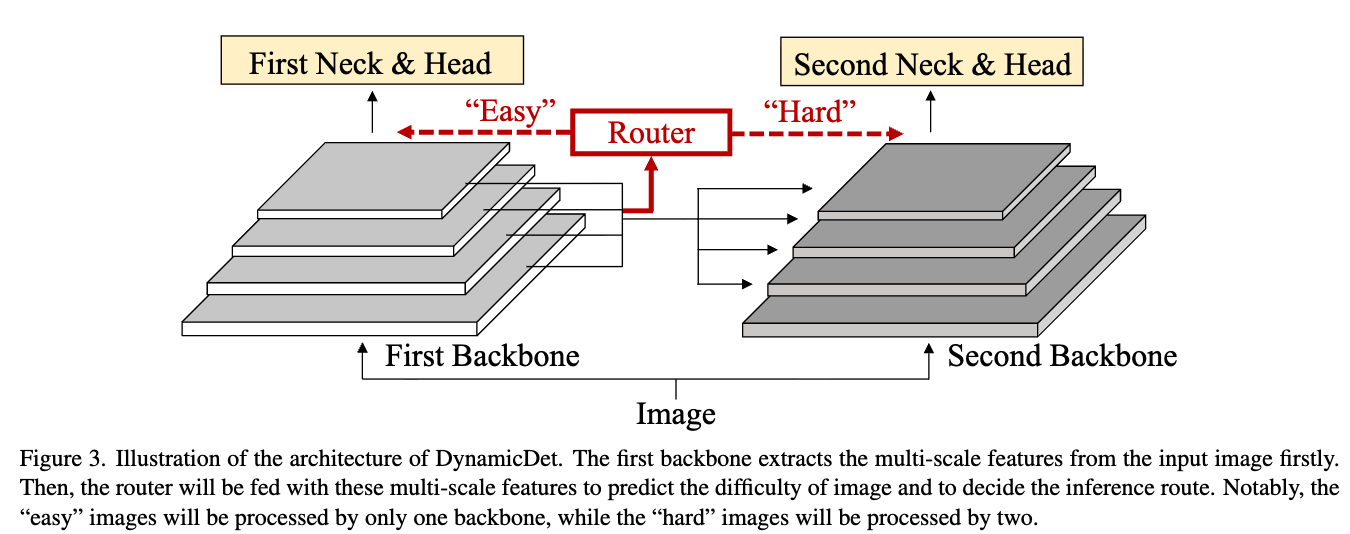 First Neck & Head
Second Neck & Head
“Easy”
Router
“Hard”
First Backbone
Second Backbone
Image
Figure 3. Illustration of the architecture of DynamicDet. The first backbone extracts the multi-scale features from the input image firstly.
Then, the router will be fed with these multi-scale features to predict the difficulty of image and to decide the inference route. Notably, the
“easy” images will be processed by only one backbone, while the “hard” images will be processed by two.